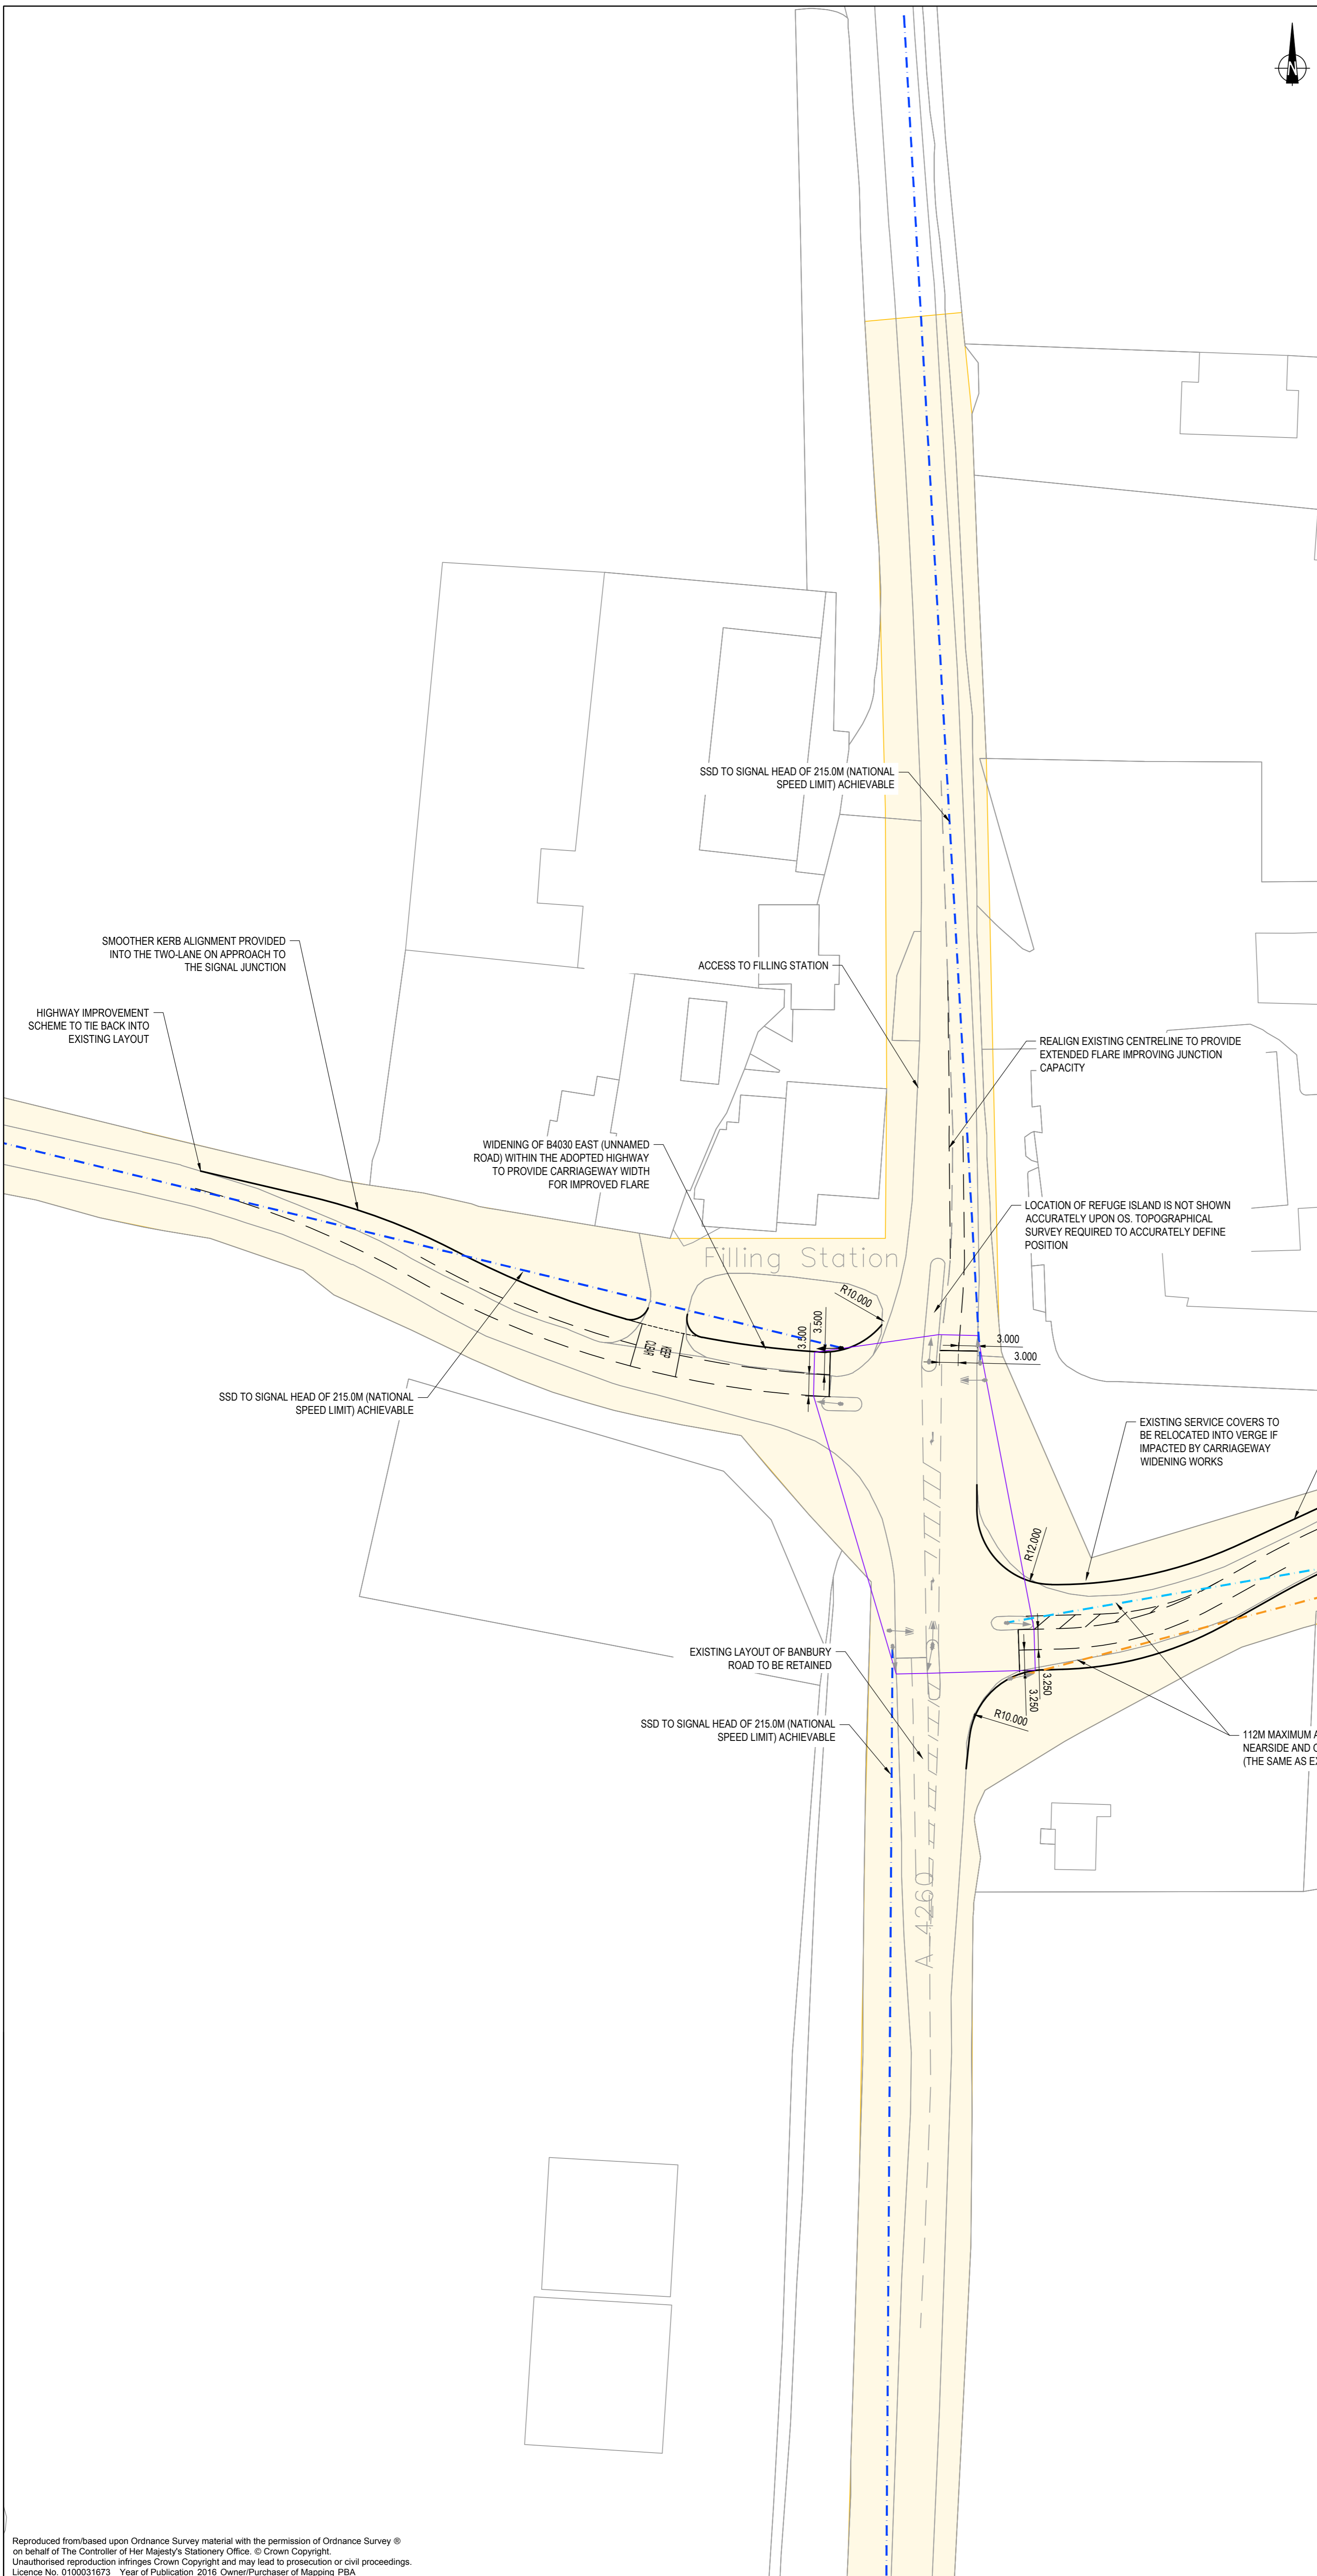 N
SSD TO SIGNAL HEAD OF 215.0M (NATIONAL
SPEED LIMIT) ACHIEVABLE
SMOOTHER KERB ALIGNMENT PROVIDED
INTO THE TWO-LANE ON APPROACH TO
THE SIGNAL JUNCTION
ACCESS TO FILLING STATION
HIGHWAY IMPROVEMENT
SCHEME TO TIE BACK INTO
EXISTING LAYOUT
REALIGN EXISTING CENTRELINE TO PROVIDE
EXTENDED FLARE IMPROVING JUNCTION
CAPACITY
WIDENING OF B4030 EAST (UNNAMED
ROAD) WITHIN THE ADOPTED HIGHWAY
TO PROVIDE CARRIAGEWAY WIDTH
FOR IMPROVED FLARE
LOCATION OF REFUGE ISLAND IS NOT SHOWN
ACCURATELY UPON OS. TOPOGRAPHICAL
SURVEY REQUIRED TO ACCURATELY DEFINE
POSITION
Filling Station
R10.000
3.500
3.500
KEEP
CLEAR
3.000
3.000
SSD TO SIGNAL HEAD OF 215.0M (NATIONAL
SPEED LIMIT) ACHIEVABLE
EXISTING SERVICE COVERS TO
BE RELOCATED INTO VERGE IF
IMPACTED BY CARRIAGEWAY
WIDENING WORKS
R12.000
EXISTING LAYOUT OF BANBURY
ROAD TO BE RETAINED
3.250
3.250
R10.000
SSD TO SIGNAL HEAD OF 215.0M (NATIONAL
SPEED LIMIT) ACHIEVABLE
112M MAXIMUM A
NEARSIDE AND
(THE SAME AS
A 4260
Reproduced from/based upon Ordnance Survey material with the permission of Ordnance Survey ®
on behalf of The Controller of Her Majesty's Stationery Office. © Crown Copyright.
Unauthorised reproduction infringes Crown Copyright and may lead to prosecution or civil proceedings.
Licence No. 0100031673 Year of Publication 2016 Owner/Purchaser of Mapping PBA